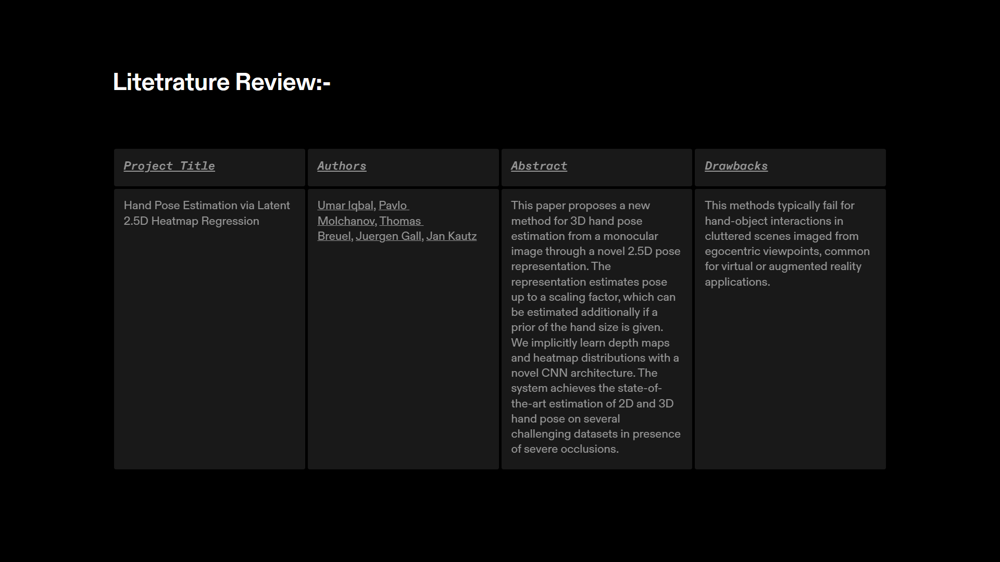 Litetrature Review:-
Project Title
Authors
Abstract
Drawbacks
Hand Pose Estimation via Latent
2.5D Heatmap Regression
Umar Iqbal, Pavlo
Molchanov, Thomas
Breuel, Juergen Gall, Jan Kautz
This paper proposes a new
method for 3D hand pose
estimation from a monocular
image through a novel 2.5D pose
representation. The
representation estimates pose
up to a scaling factor, which can
be estimated additionally if a
prior of the hand size is given.
We implicitly learn depth maps
and heatmap distributions with a
novel CNN architecture. The
system achieves the state-of-
the-art estimation of 2D and 3D
hand pose on several
challenging datasets in presence
of severe occlusions.
This methods typically fail for
hand-object interactions in
cluttered scenes imaged from
egocentric viewpoints, common
for virtual or augmented reality
applications.